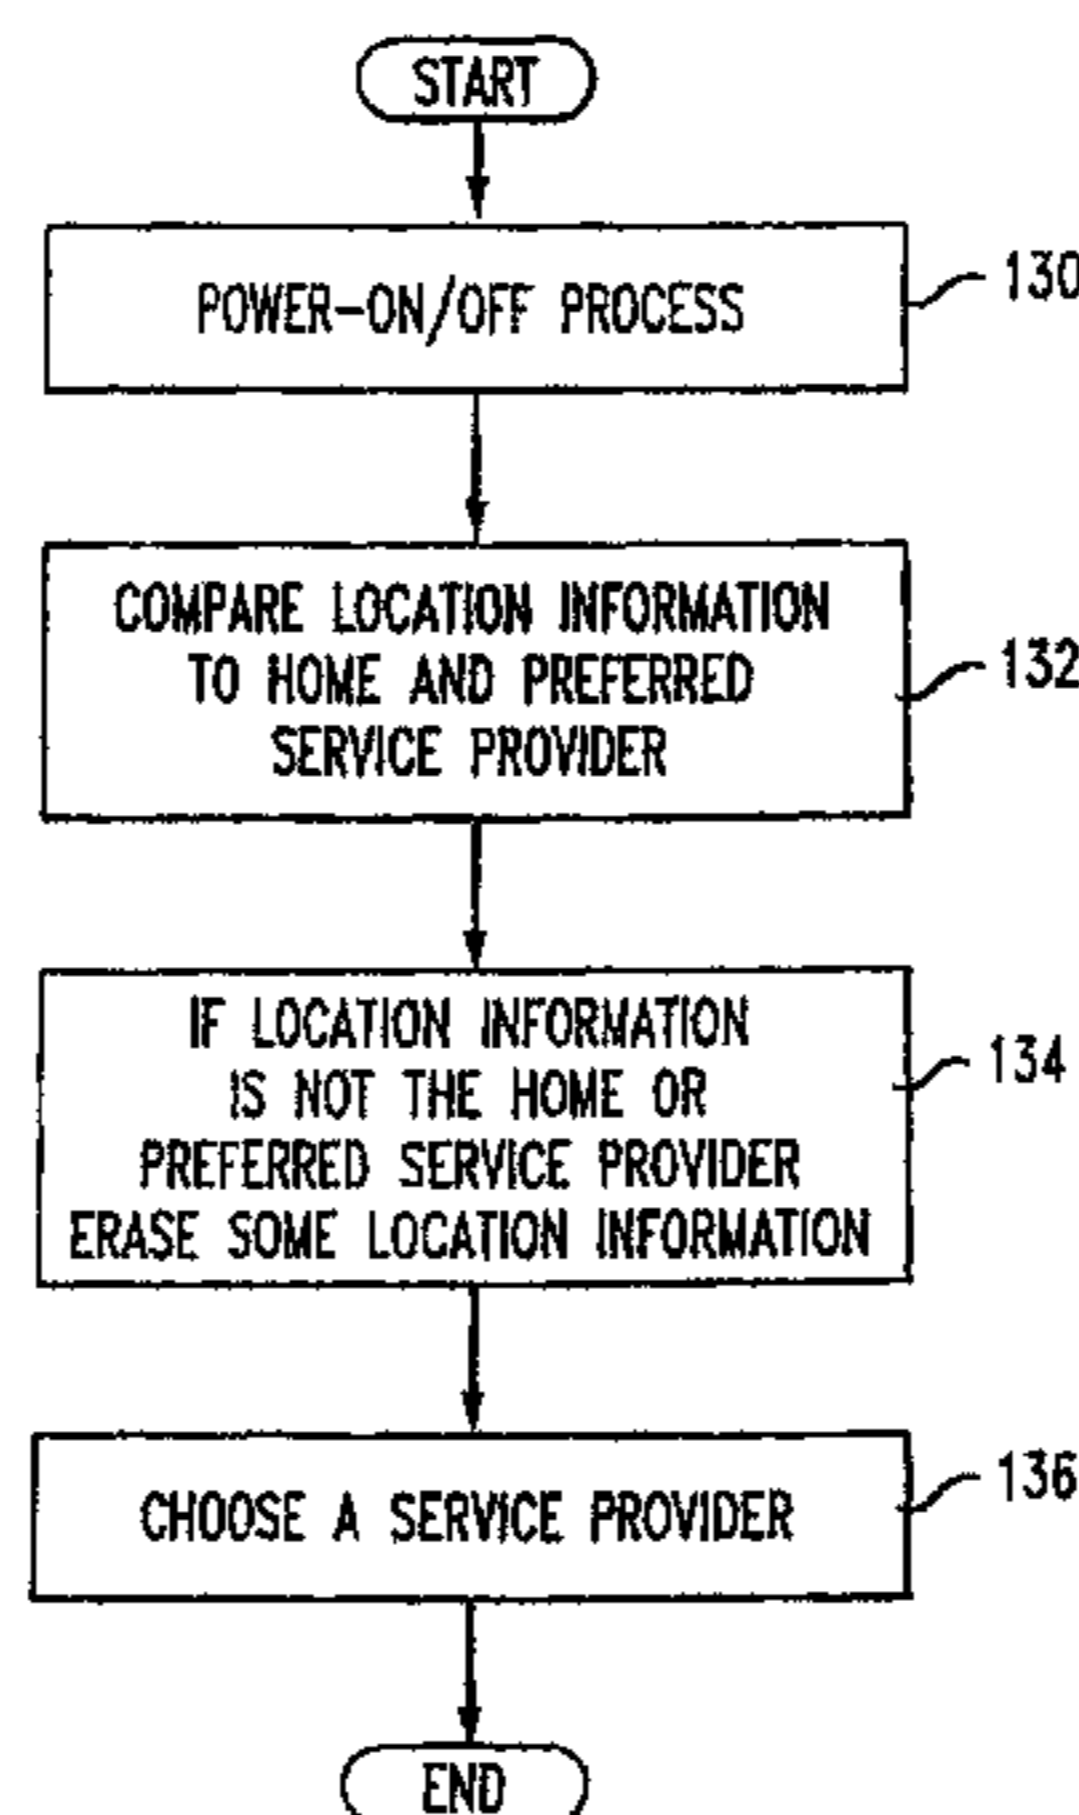 START
POWER-ON/OFF PROCESS
130
COMPARE LOCATION INFORMATION
TO HOME AND PREFERRED
SERVICE PROVIDER
132
IF LOCATION INFORMATION
IS NOT THE HOME OR
PREFERRED SERVICE PROVIDER
ERASE SOME LOCATION INFORMATION
134
CHOOSE A SERVICE PROVIDER
136
END